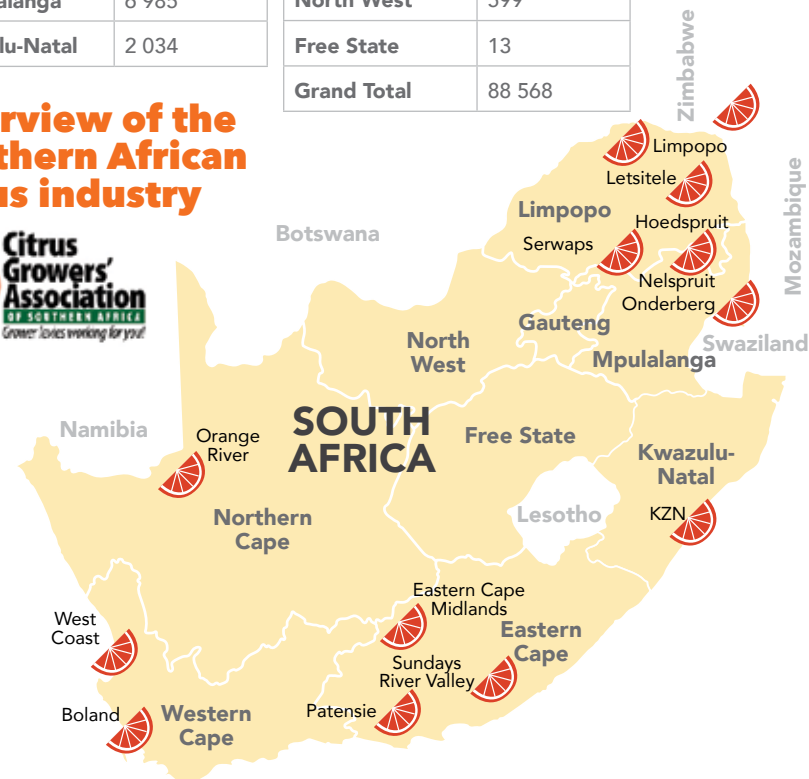 alanga 6 985
lu-Natal 2 034
North West 599
Free State 13
Grand Total 88 568
rview of the
thern African
us industry
Citrus
Growers'
Association
OF SOUTHERN AFRICA
Grower levies working for you!
Zimbabwe
Mozambique
Botswana
Namibia
Swaziland
Lesotho
SOUTH
AFRICA
Limpopo
Letsitele
Limpopo
Hoedspruit
Serwaps
Nelspruit
Onderberg
Gauteng
Mpulalanga
North
West
Free State
Kwazulu-
Natal
KZN
Orange
River
Northern
Cape
Eastern Cape
Midlands
Eastern
Cape
Sundays
River Valley
Patensie
West
Coast
Boland
Western
Cape